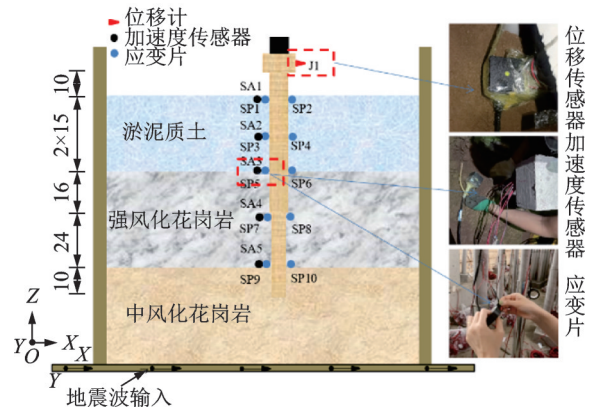 位移计
加速度传感器
应变片
J1
10
2×15
16
24
10
SA1
SP1
SP2
淤泥质土
SA2
SP3
SP4
SA3
SP5
SP6
强风化花岗岩
SA4
SP7
SP8
SA5
SP9
SP10
中风化花岗岩
Z
Y
O
X
X
Y
地震波输入
位移传感器
加速度传感器
应变片